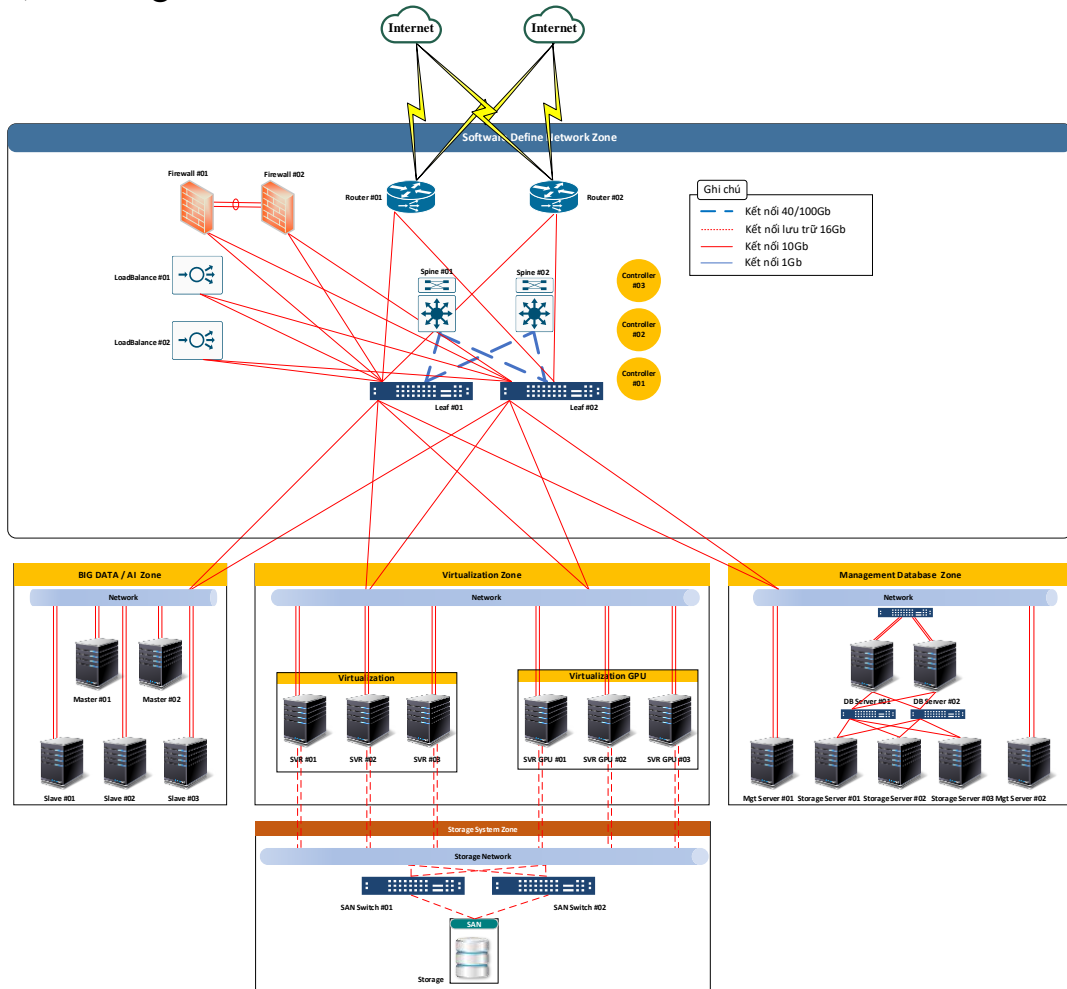 Internet
Internet
Software Define Network Zone
Firewall #01
Firewall #02
Router #01
Router #02
Ghi chú
Kết nối 40/100Gb
Kết nối lưu trữ 16Gb
Kết nối 10Gb
Kết nối 1Gb
LoadBalance #01
Spine #01
Spine #02
Controller #03
LoadBalance #02
Controller #02
Controller #01
Leaf #01
Leaf #02
BIG DATA / AI Zone
Network
Master #01
Master #02
Slave #01
Slave #02
Slave #03
Virtualization Zone
Network
Virtualization
SVR #01
SVR #02
SVR #03
Virtualization GPU
SVR GPU #01
SVR GPU #02
SVR GPU #03
Management Database Zone
Network
DB Server #01
DB Server #02
Mgt Server #01
Storage Server #01
Storage Server #02
Storage Server #03
Mgt Server #02
Storage System Zone
Storage Network
SAN Switch #01
SAN Switch #02
SAN
Storage